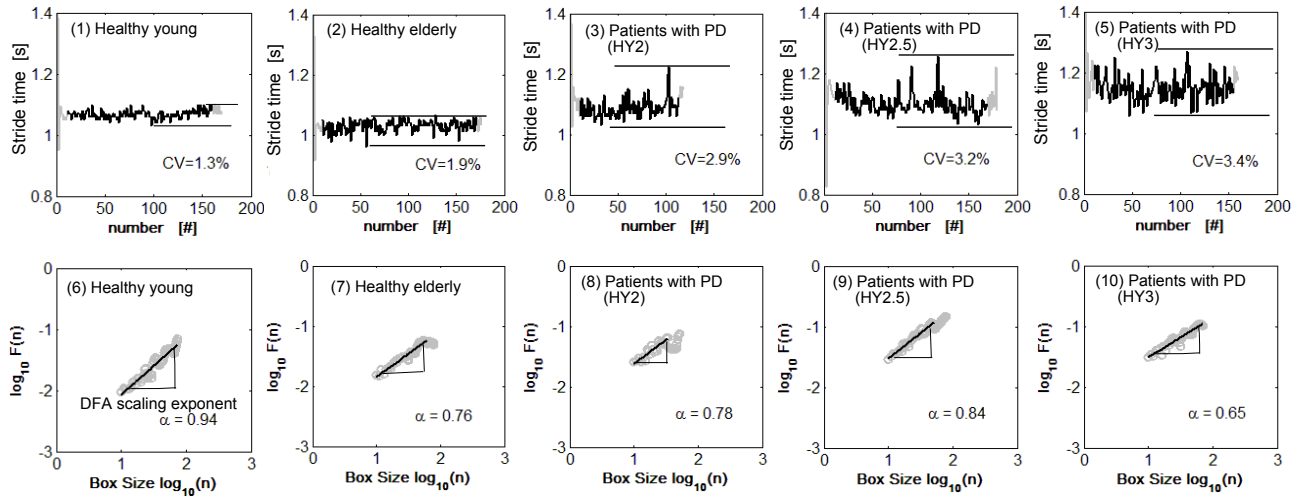 (1) Healthy young
Stride time [s]
1.4
1.2
1
0.8
CV=1.3%
0 50 100 150 200
number [#]
(2) Healthy elderly
Stride time [s]
1.4
1.2
1
0.8
CV=1.9%
0 50 100 150 200
number [#]
(3) Patients with PD
(HY2)
Stride time [s]
1.4
1.2
1
0.8
CV=2.9%
0 50 100 150 200
number [#]
(4) Patients with PD
(HY2.5)
Stride time [s]
1.4
1.2
1
0.8
CV=3.2%
0 50 100 150 200
number [#]
(5) Patients with PD
(HY3)
Stride time [s]
1.4
1.2
1
0.8
CV=3.4%
0 50 100 150 200
number [#]
(6) Healthy young
log10 F(n)
0
-1
-2
-3
DFA scaling exponent
α = 0.94
0 1 2 3
Box Size log10(n)
(7) Healthy elderly
log10 F(n)
0
-1
-2
-3
α = 0.76
0 1 2 3
Box Size log10(n)
(8) Patients with PD
(HY2)
log10 F(n)
0
-1
-2
-3
α = 0.78
0 1 2 3
Box Size log10(n)
(9) Patients with PD
(HY2.5)
log10 F(n)
0
-1
-2
-3
α = 0.84
0 1 2 3
Box Size log10(n)
(10) Patients with PD
(HY3)
log10 F(n)
0
-1
-2
-3
α = 0.65
0 1 2 3
Box Size log10(n)